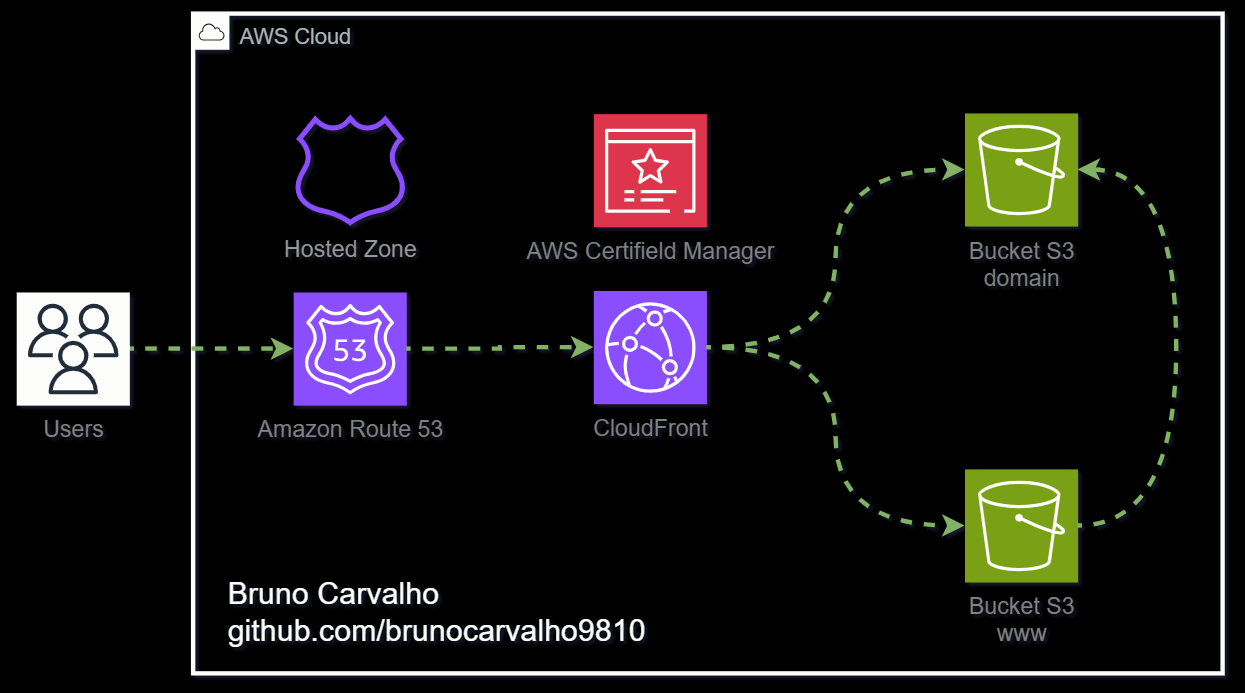 AWS Cloud
Hosted Zone
AWS Certifield Manager
Bucket S3
domain
53
Users
Amazon Route 53
CloudFront
Bucket S3
www
Bruno Carvalho
github.com/brunocarvalho9810